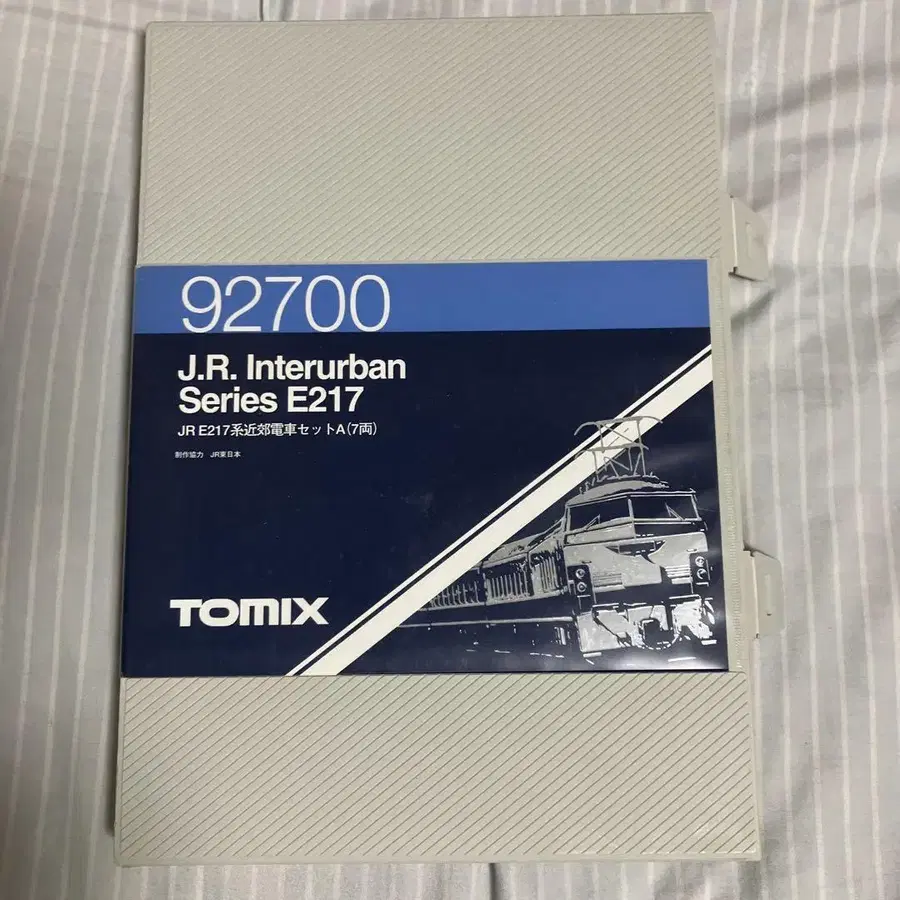 92700
J.R. Interurban
Series E217
JR E217系近郊電車セットA(7両)
制作協力 JR東日本
TOMIX